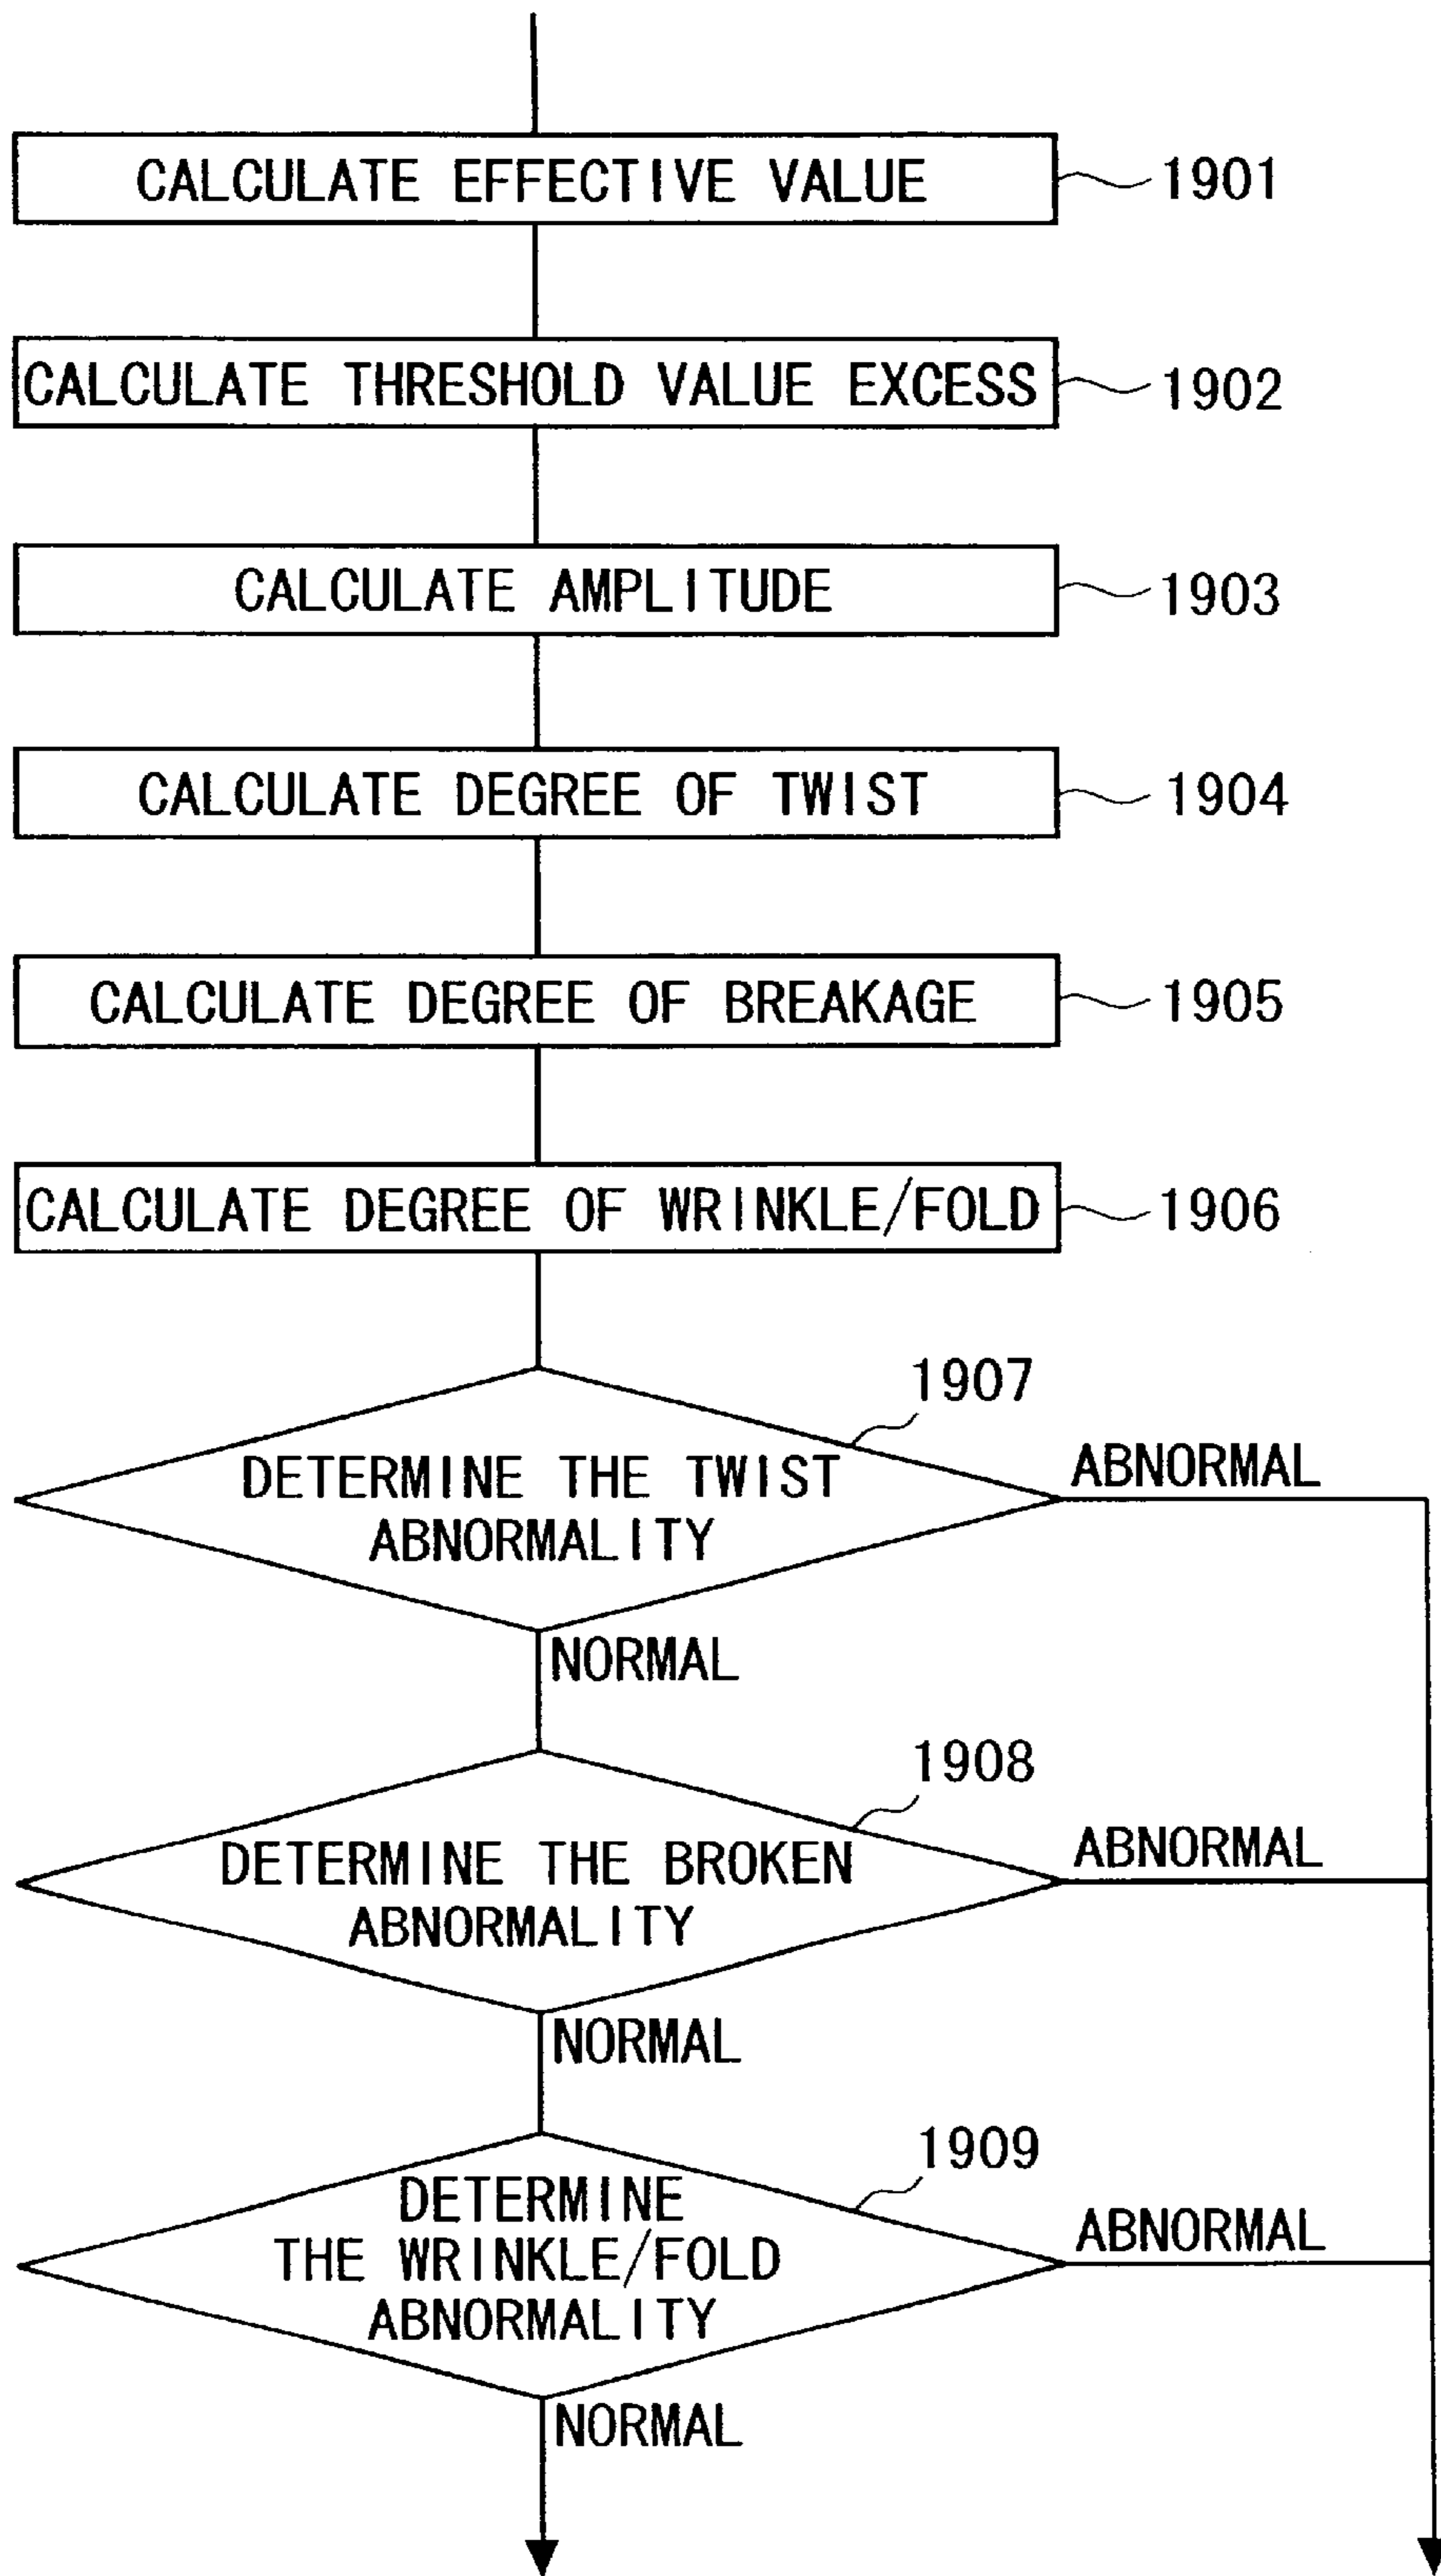 CALCULATE EFFECTIVE VALUE
1901
CALCULATE THRESHOLD VALUE EXCESS
1902
CALCULATE AMPLITUDE
1903
CALCULATE DEGREE OF TWIST
1904
CALCULATE DEGREE OF BREAKAGE
1905
CALCULATE DEGREE OF WRINKLE/FOLD
1906
1907
DETERMINE THE TWIST
ABNORMALITY
ABNORMAL
NORMAL
1908
DETERMINE THE BROKEN
ABNORMALITY
ABNORMAL
NORMAL
1909
DETERMINE
THE WRINKLE/FOLD
ABNORMALITY
ABNORMAL
NORMAL